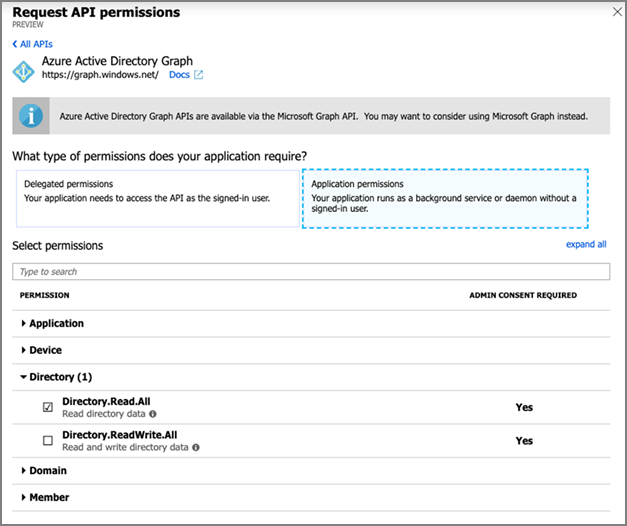 Request API permissions
PREVIEW
All APIs
Azure Active Directory Graph
https://graph.windows.net/ Docs
Azure Active Directory Graph APIs are available via the Microsoft Graph API. You may want to consider using Microsoft Graph instead.
What type of permissions does your application require?
Delegated permissions
Your application needs to access the API as the signed-in user.
Application permissions
Your application runs as a background service or daemon without a
signed-in user.
Select permissions
expand all
Type to search
PERMISSION ADMIN CONSENT REQUIRED
Application
Device
Directory (1)
Directory.Read.All
Read directory data
Yes
Directory.ReadWrite.All
Read and write directory data
Yes
Domain
Member